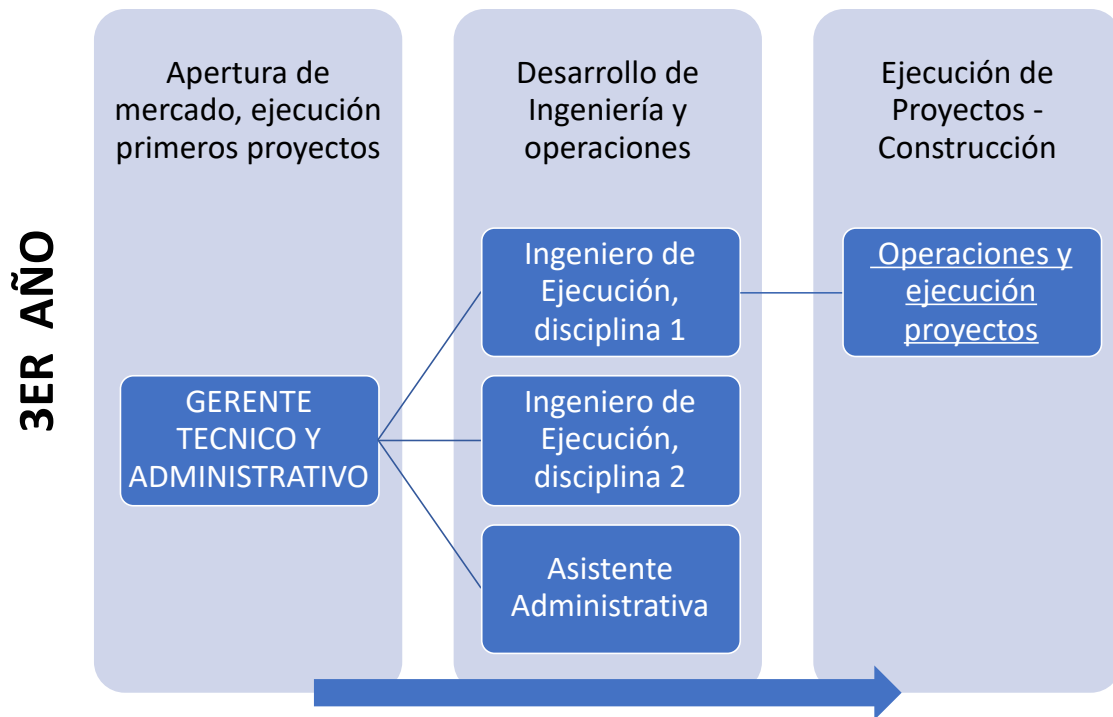 3ER AÑO
Apertura de
mercado, ejecución
primeros proyectos
GERENTE
TECNICO Y
ADMINISTRATIVO
Desarrollo de
Ingeniería y
operaciones
Ingeniero de
Ejecución,
disciplina 1
Ingeniero de
Ejecución,
disciplina 2
Asistente
Administrativa
Ejecución de
Proyectos -
Construcción
Operaciones y
ejecución
proyectos